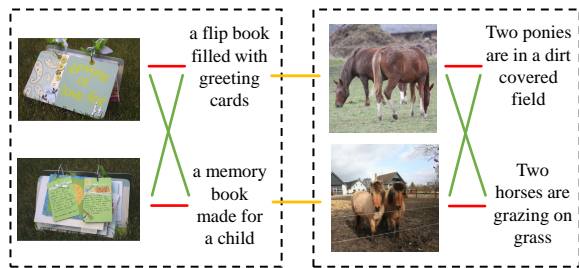 a flip book
filled with
greeting
cards
a memory
book
made for
a child
Two ponies
are in a dirt
covered
field
Two
horses are
grazing on
grass